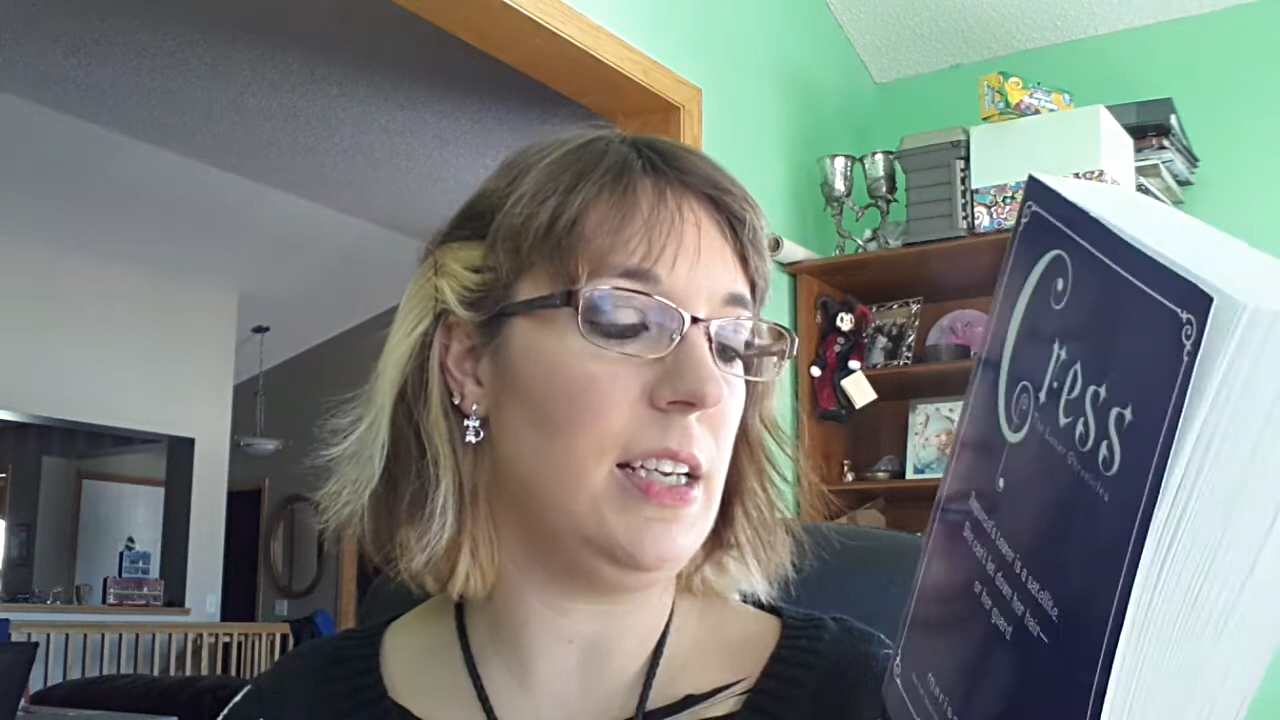 Cress
The Lunar Chronicles
Rapunzel's tower is a satellite.
She can't let down her hair—
or her guard.